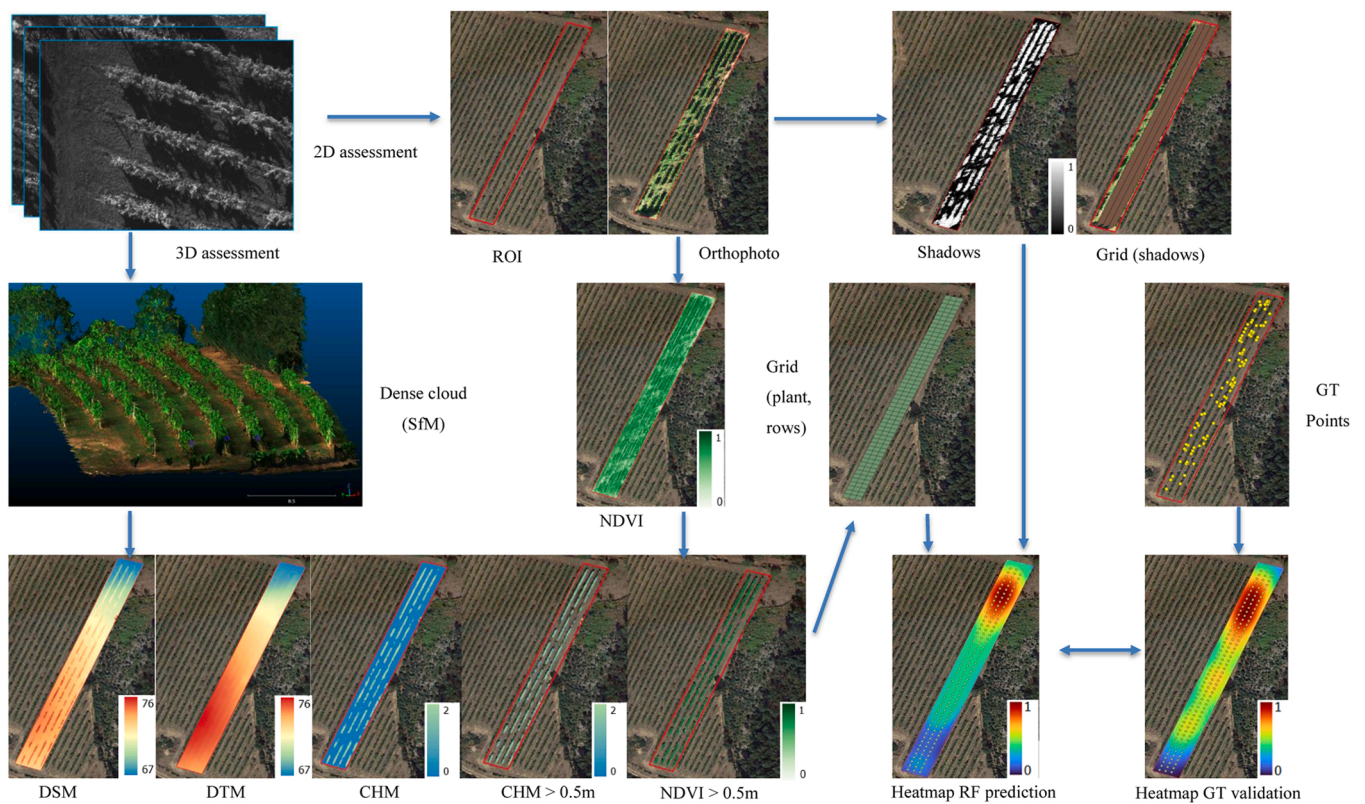 2D assessment
3D assessment
ROI
Orthophoto
1
0
Shadows
Grid (shadows)
Dense cloud
(SfM)
1
0
NDVI
Grid
(plant,
rows)
GT
Points
76
67
DSM
76
67
DTM
2
0
CHM
2
0
CHM > 0.5m
1
0
NDVI > 0.5m
1
0
Heatmap RF prediction
1
0
Heatmap GT validation